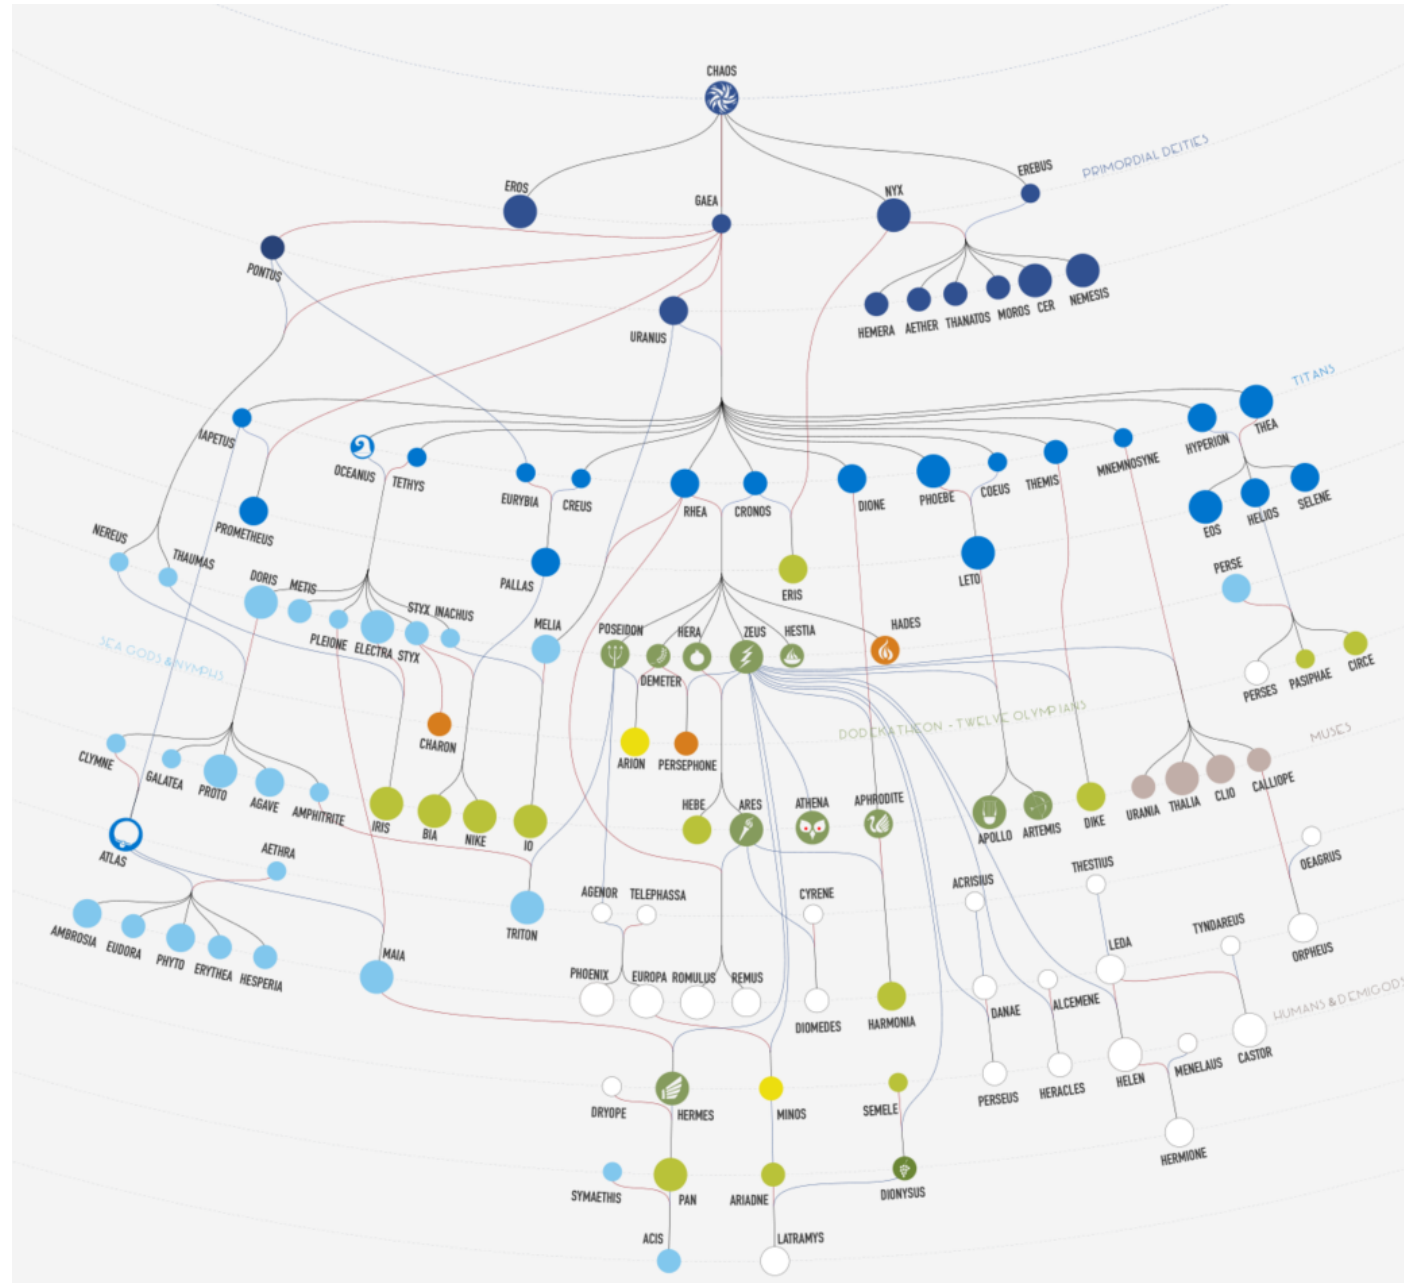 CHAOS
PRIMORDIAL DEITIES
EREBUS
EROS
NYX
GAEA
PONTUS
URANUS
HEMERA
AETHER
THANATOS
MOROS
CER
NEMESIS
TITANS
IAPETUS
OCEANUS
TETHYS
EURYBIA
CREUS
RHEA
CRONOS
DIONE
PHOEBE
COEUS
THEMIS
MNEMNOSYNE
HYPERION
THEA
PROMETHEUS
EOS
HELIOS
SELENE
NEREUS
THAUMAS
DORIS
METIS
PALLAS
ERIS
LETO
PERSE
PLEIONE
ELECTRA
STYX
STYX
INACHUS
MELIA
POSEIDON
HERA
ZEUS
HESTIA
HADES
DEMETER
SEA GODS & NYMPHS
PERSES
PASIPHAE
CIRCE
DODEKATHEON - TWELVE OLYMPIANS
MUSES
CLYMNE
GALATEA
PROTO
AGAVE
AMPHITRITE
CHARON
ARION
PERSEPHONE
IRIS
BIA
NIKE
IO
HEBE
ARES
ATHENA
APHRODITE
APOLLO
ARTEMIS
DIKE
URANIA
THALIA
CLIO
CALLIOPE
ATLAS
AETHRA
AGENOR
TELEPHASSA
CYRENE
ACRISIUS
THESTIUS
OEAGRUS
AMBROSIA
EUDORA
PHYTO
ERYTHEA
HESPERIA
MAIA
TRITON
LEDA
TYNDAREUS
ORPHEUS
PHOENIX
EUROPA
ROMULUS
REMUS
DIOMEDES
HARMONIA
DANAE
ALCEMENE
HUMANS & DEMIGODS
DRYOPE
HERMES
MINOS
SEMELE
PERSEUS
HERACLES
HELEN
MENELAUS
CASTOR
HERMIONE
SYMAETHIS
PAN
ARIADNE
DIONYSUS
ACIS
LATRAMYS